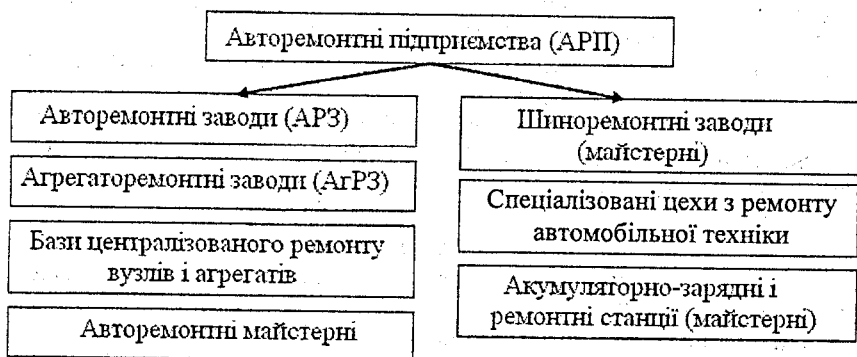 Авторемонтні підприємства (АРП)
Авторемонтні заводи (АРЗ)
Агрегаторемонтні заводи (АгРЗ)
Бази централізованого ремонту
вузлів і агрегатів
Авторемонтні майстерні
Шиноремонтні заводи
(майстерні)
Спеціалізовані цехи з ремонту
автомобільної техніки
Акумуляторно-зарядні і
ремонтні станції (майстерні)